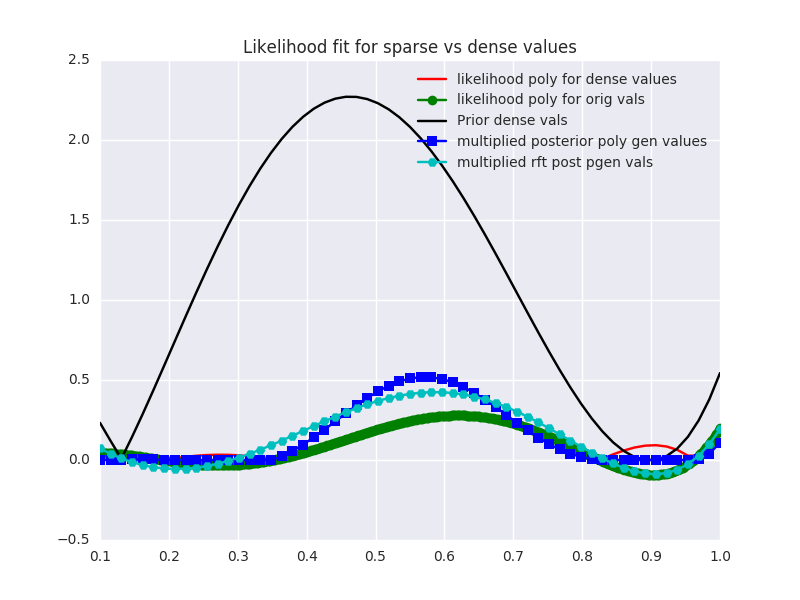 Likelihood fit for sparse vs dense values
2.5
likelihood poly for dense values
likelihood poly for orig vals
Prior dense vals
multiplied posterior poly gen values
multiplied rft post pgen vals
2.0
1.5
1.0
0.5
0.0
−0.5
0.1 0.2 0.3 0.4 0.5 0.6 0.7 0.8 0.9 1.0